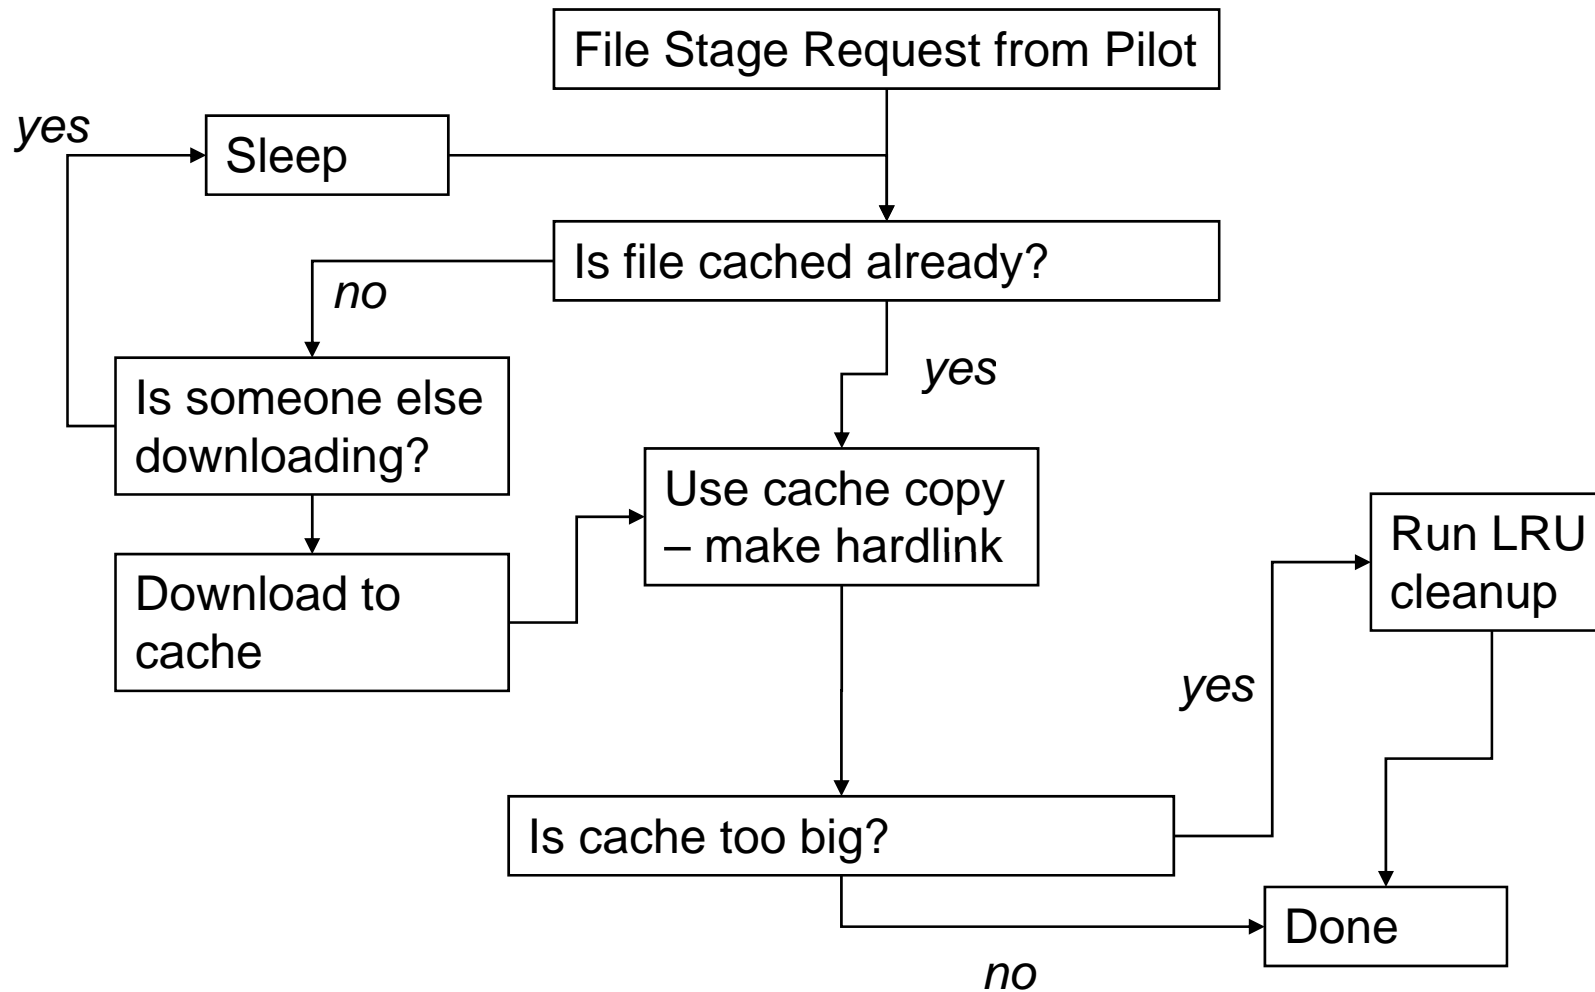 File Stage Request from Pilot
yes
Sleep
Is file cached already?
no
yes
Is someone else
downloading?
Use cache copy
– make hardlink
Run LRU
cleanup
Download to
cache
yes
Is cache too big?
Done
no